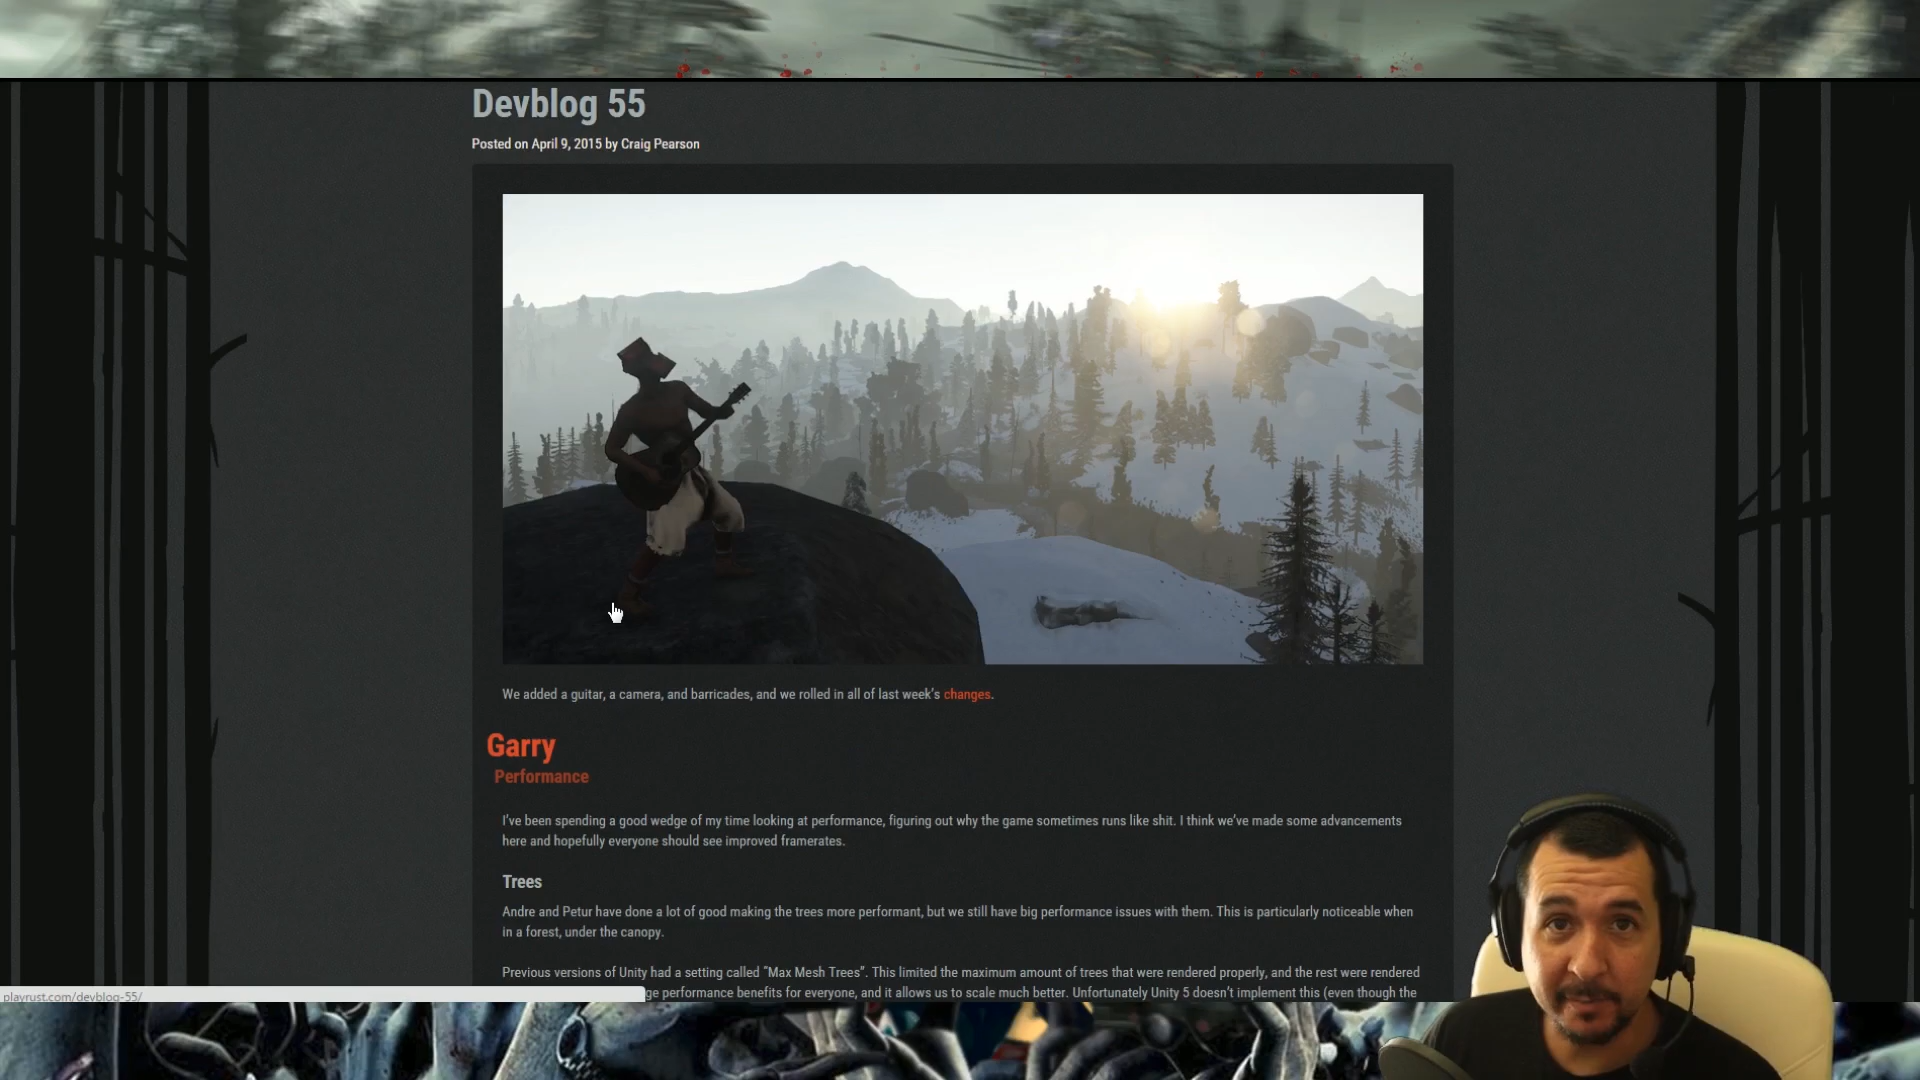 Devblog 55
Posted on April 9, 2015 by Craig Pearson
We added a guitar, a camera, and barricades, and we rolled in all of last week's changes.
Garry
Performance
I've been spending a good wedge of my time looking at performance, figuring out why the game sometimes runs like shit. I think we've made some advancements
here and hopefully everyone should see improved framerates.
Trees
Andre and Petur have done a lot of good making the trees more performant, but we still have big performance issues with them. This is particularly noticeable when
in a forest, under the canopy.
Previous versions of Unity had a setting called "Max Mesh Trees". This limited the maximum amount of trees that were rendered properly, and the rest were rendered
performance benefits for everyone, and it allows us to scale much better. Unfortunately Unity 5 doesn't implement this (even though the
playrust.com/devblog-55/